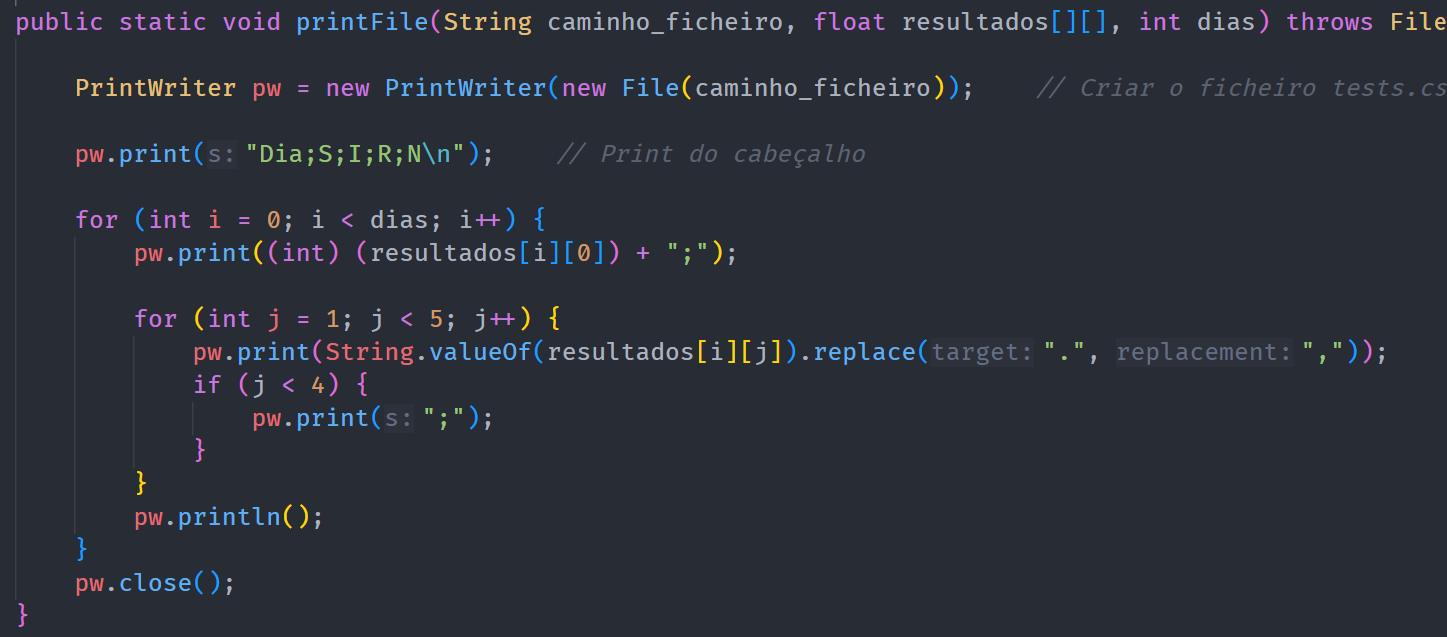 public static void printFile(String caminho_ficheiro, float resultados[][], int dias) throws File
PrintWriter pw = new PrintWriter(new File(caminho_ficheiro)); // Criar o ficheiro tests.cs
pw.print(s: "Dia;S;I;R;N\n"); // Print do cabeçalho
for (int i = 0; i < dias; i++) {
pw.print((int) (resultados[i][0]) + ";");
for (int j = 1; j < 5; j++) {
pw.print(String.valueOf(resultados[i][j]).replace(target: ".", replacement: ","));
if (j < 4) {
pw.print(s: ";");
}
}
pw.println();
}
pw.close();
}